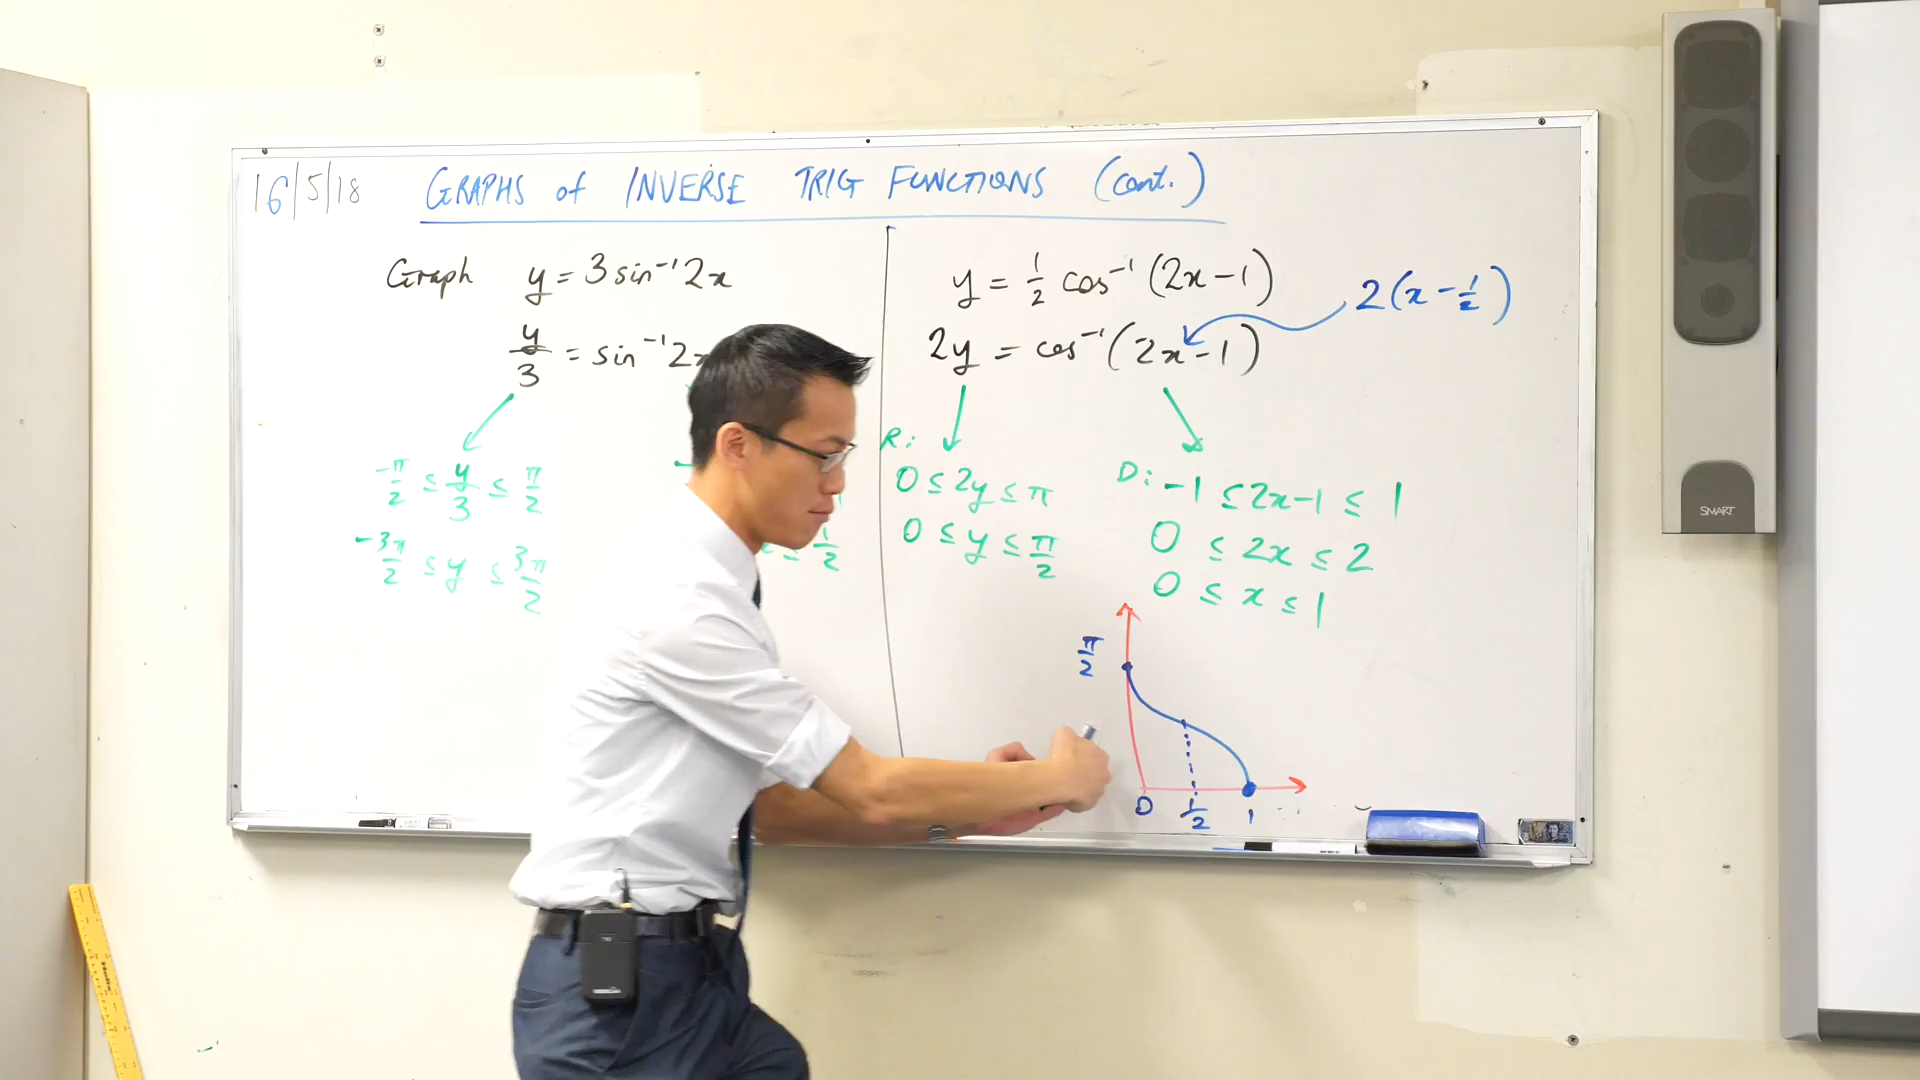 16/5/18 GRAPHS of INVERSE TRIG FUNCTIONS (cont.)
Graph y = 3 sin⁻¹ 2x
y/3 = sin⁻¹ 2x
-π/2 ≤ y/3 ≤ π/2
-3π/2 ≤ y ≤ 3π/2
≤ 1/2
y = 1/2 cos⁻¹ (2x - 1)
2(x - 1/2)
2y = cos⁻¹ (2x - 1)
R:
0 ≤ 2y ≤ π
0 ≤ y ≤ π/2
D: -1 ≤ 2x-1 ≤ 1
0 ≤ 2x ≤ 2
0 ≤ x ≤ 1
π/2
0 1/2 1
SMART